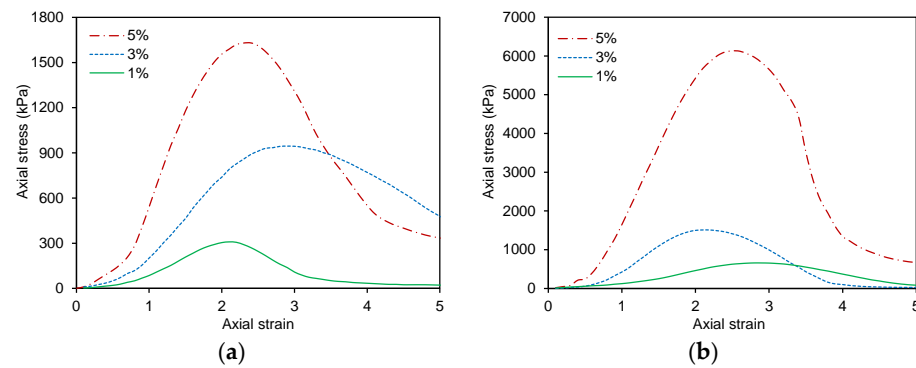 1800
1500
1200
900
600
300
0
Axial stress (kPa)
5%
3%
1%
0 1 2 3 4 5
Axial strain
(a)
7000
6000
5000
4000
3000
2000
1000
0
Axial stress (kPa)
5%
3%
1%
0 1 2 3 4 5
Axial strain
(b)